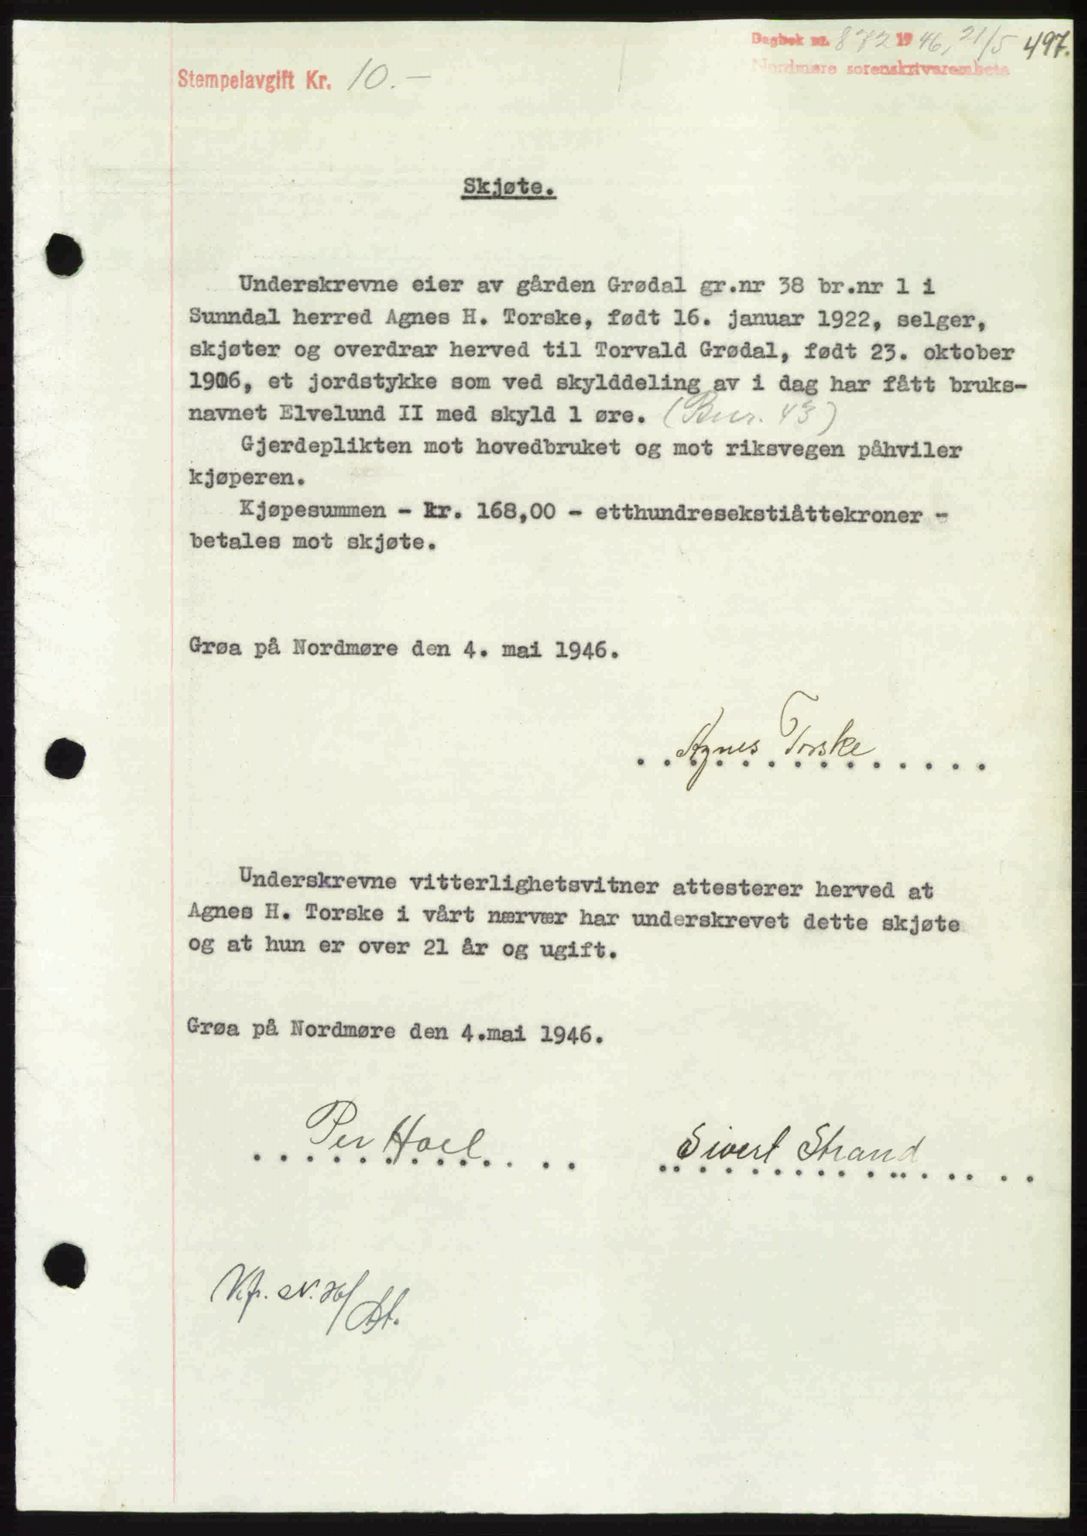 Dagbok nr. 872 1946, 21/5 497.
Nordmøre sorenskriverembete
Stempelavgift Kr. 10.-
Skjøte.
Underskrevne eier av gården Grødal gr.nr 38 br.nr 1 i
Sunndal herred Agnes H. Torske, født 16. januar 1922, selger,
skjøter og overdrar herved til Torvald Grødal, født 23. oktober
1906, et jordstykke som ved skylddeling av i dag har fått bruks-
navnet Elvelund II med skyld 1 øre. (Bnr. 43)
Gjerdeplikten mot hovedbruket og mot riksvegen påhviler
kjøperen.
Kjøpesummen - kr. 168,00 - etthundresekstiåttekroner -
betales mot skjøte.
Grøa på Nordmøre den 4. mai 1946.
Agnes Torske
Underskrevne vitterlighetsvitner attesterer herved at
Agnes H. Torske i vårt nærvær har underskrevet dette skjøte
og at hun er over 21 år og ugift.
Grøa på Nordmøre den 4.mai 1946.
Per Hoel Sivert Strand